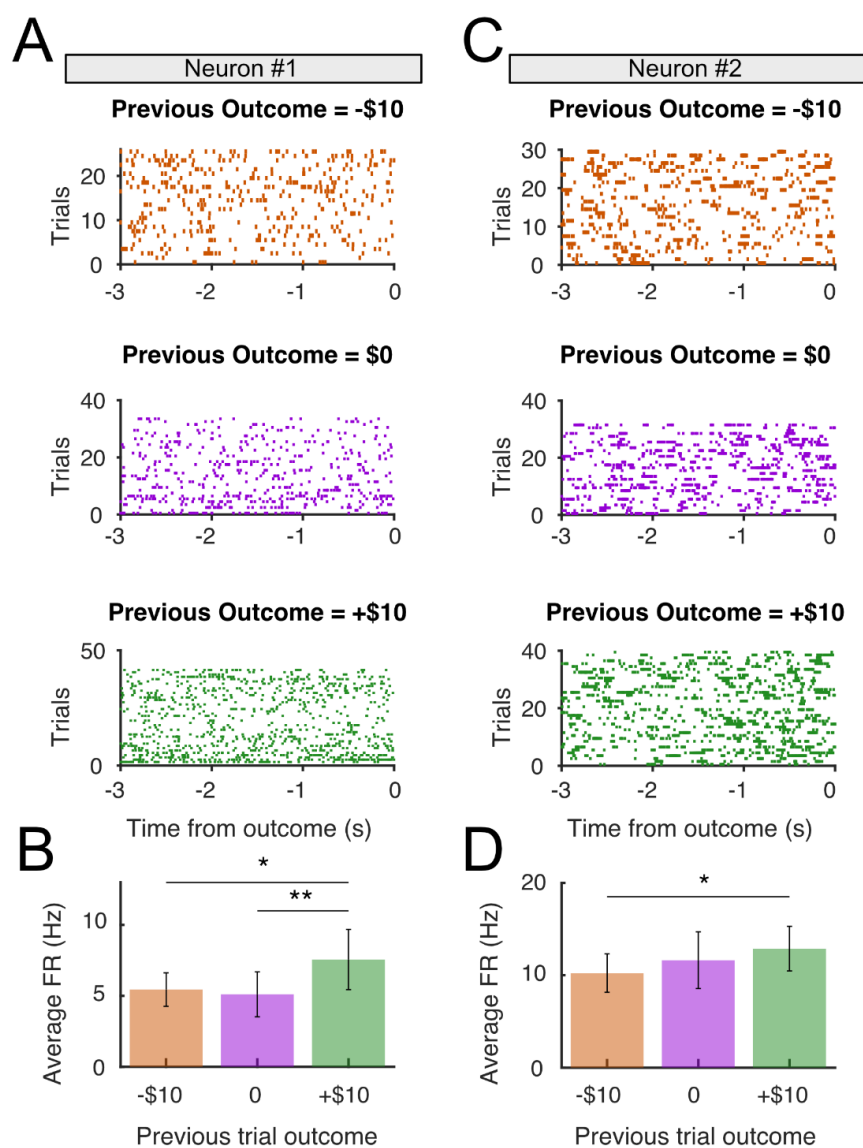 A
Neuron #1
Previous Outcome = -$10
Trials
20
10
0
-3 -2 -1 0
Previous Outcome = $0
Trials
40
20
0
-3 -2 -1 0
Previous Outcome = +$10
Trials
50
0
-3 -2 -1 0
Time from outcome (s)
B
* 
**
Average FR (Hz)
10
5
0
-$10 0 +$10
Previous trial outcome
C
Neuron #2
Previous Outcome = -$10
Trials
30
20
10
0
-3 -2 -1 0
Previous Outcome = $0
Trials
40
20
0
-3 -2 -1 0
Previous Outcome = +$10
Trials
40
30
20
10
0
-3 -2 -1 0
Time from outcome (s)
D
*
Average FR (Hz)
20
10
0
-$10 0 +$10
Previous trial outcome